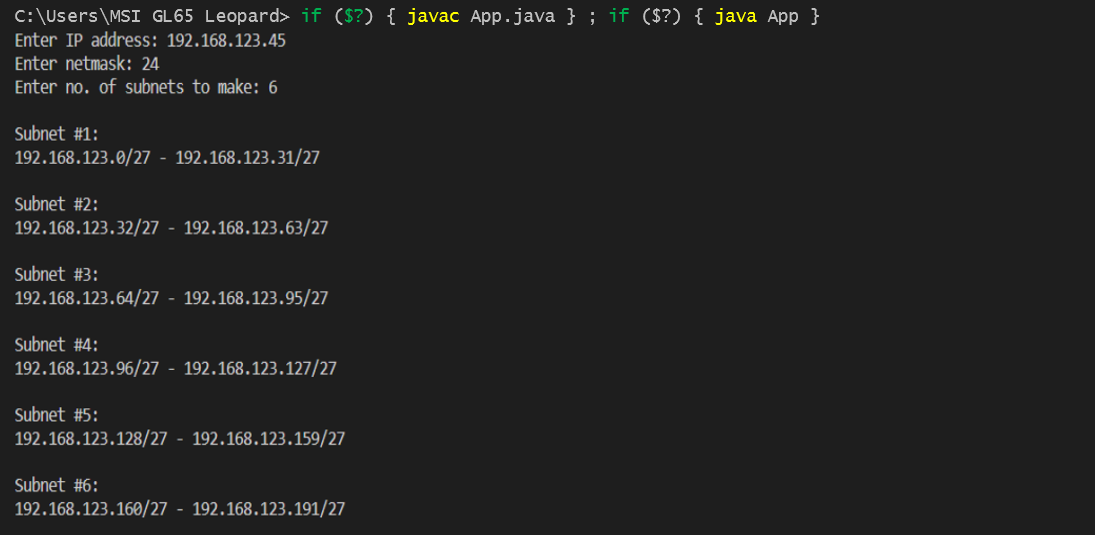 C:\Users\MSI GL65 Leopard> if ($?) { javac App.java } ; if ($?) { java App }
Enter IP address: 192.168.123.45
Enter netmask: 24
Enter no. of subnets to make: 6
Subnet #1:
192.168.123.0/27 - 192.168.123.31/27
Subnet #2:
192.168.123.32/27 - 192.168.123.63/27
Subnet #3:
192.168.123.64/27 - 192.168.123.95/27
Subnet #4:
192.168.123.96/27 - 192.168.123.127/27
Subnet #5:
192.168.123.128/27 - 192.168.123.159/27
Subnet #6:
192.168.123.160/27 - 192.168.123.191/27